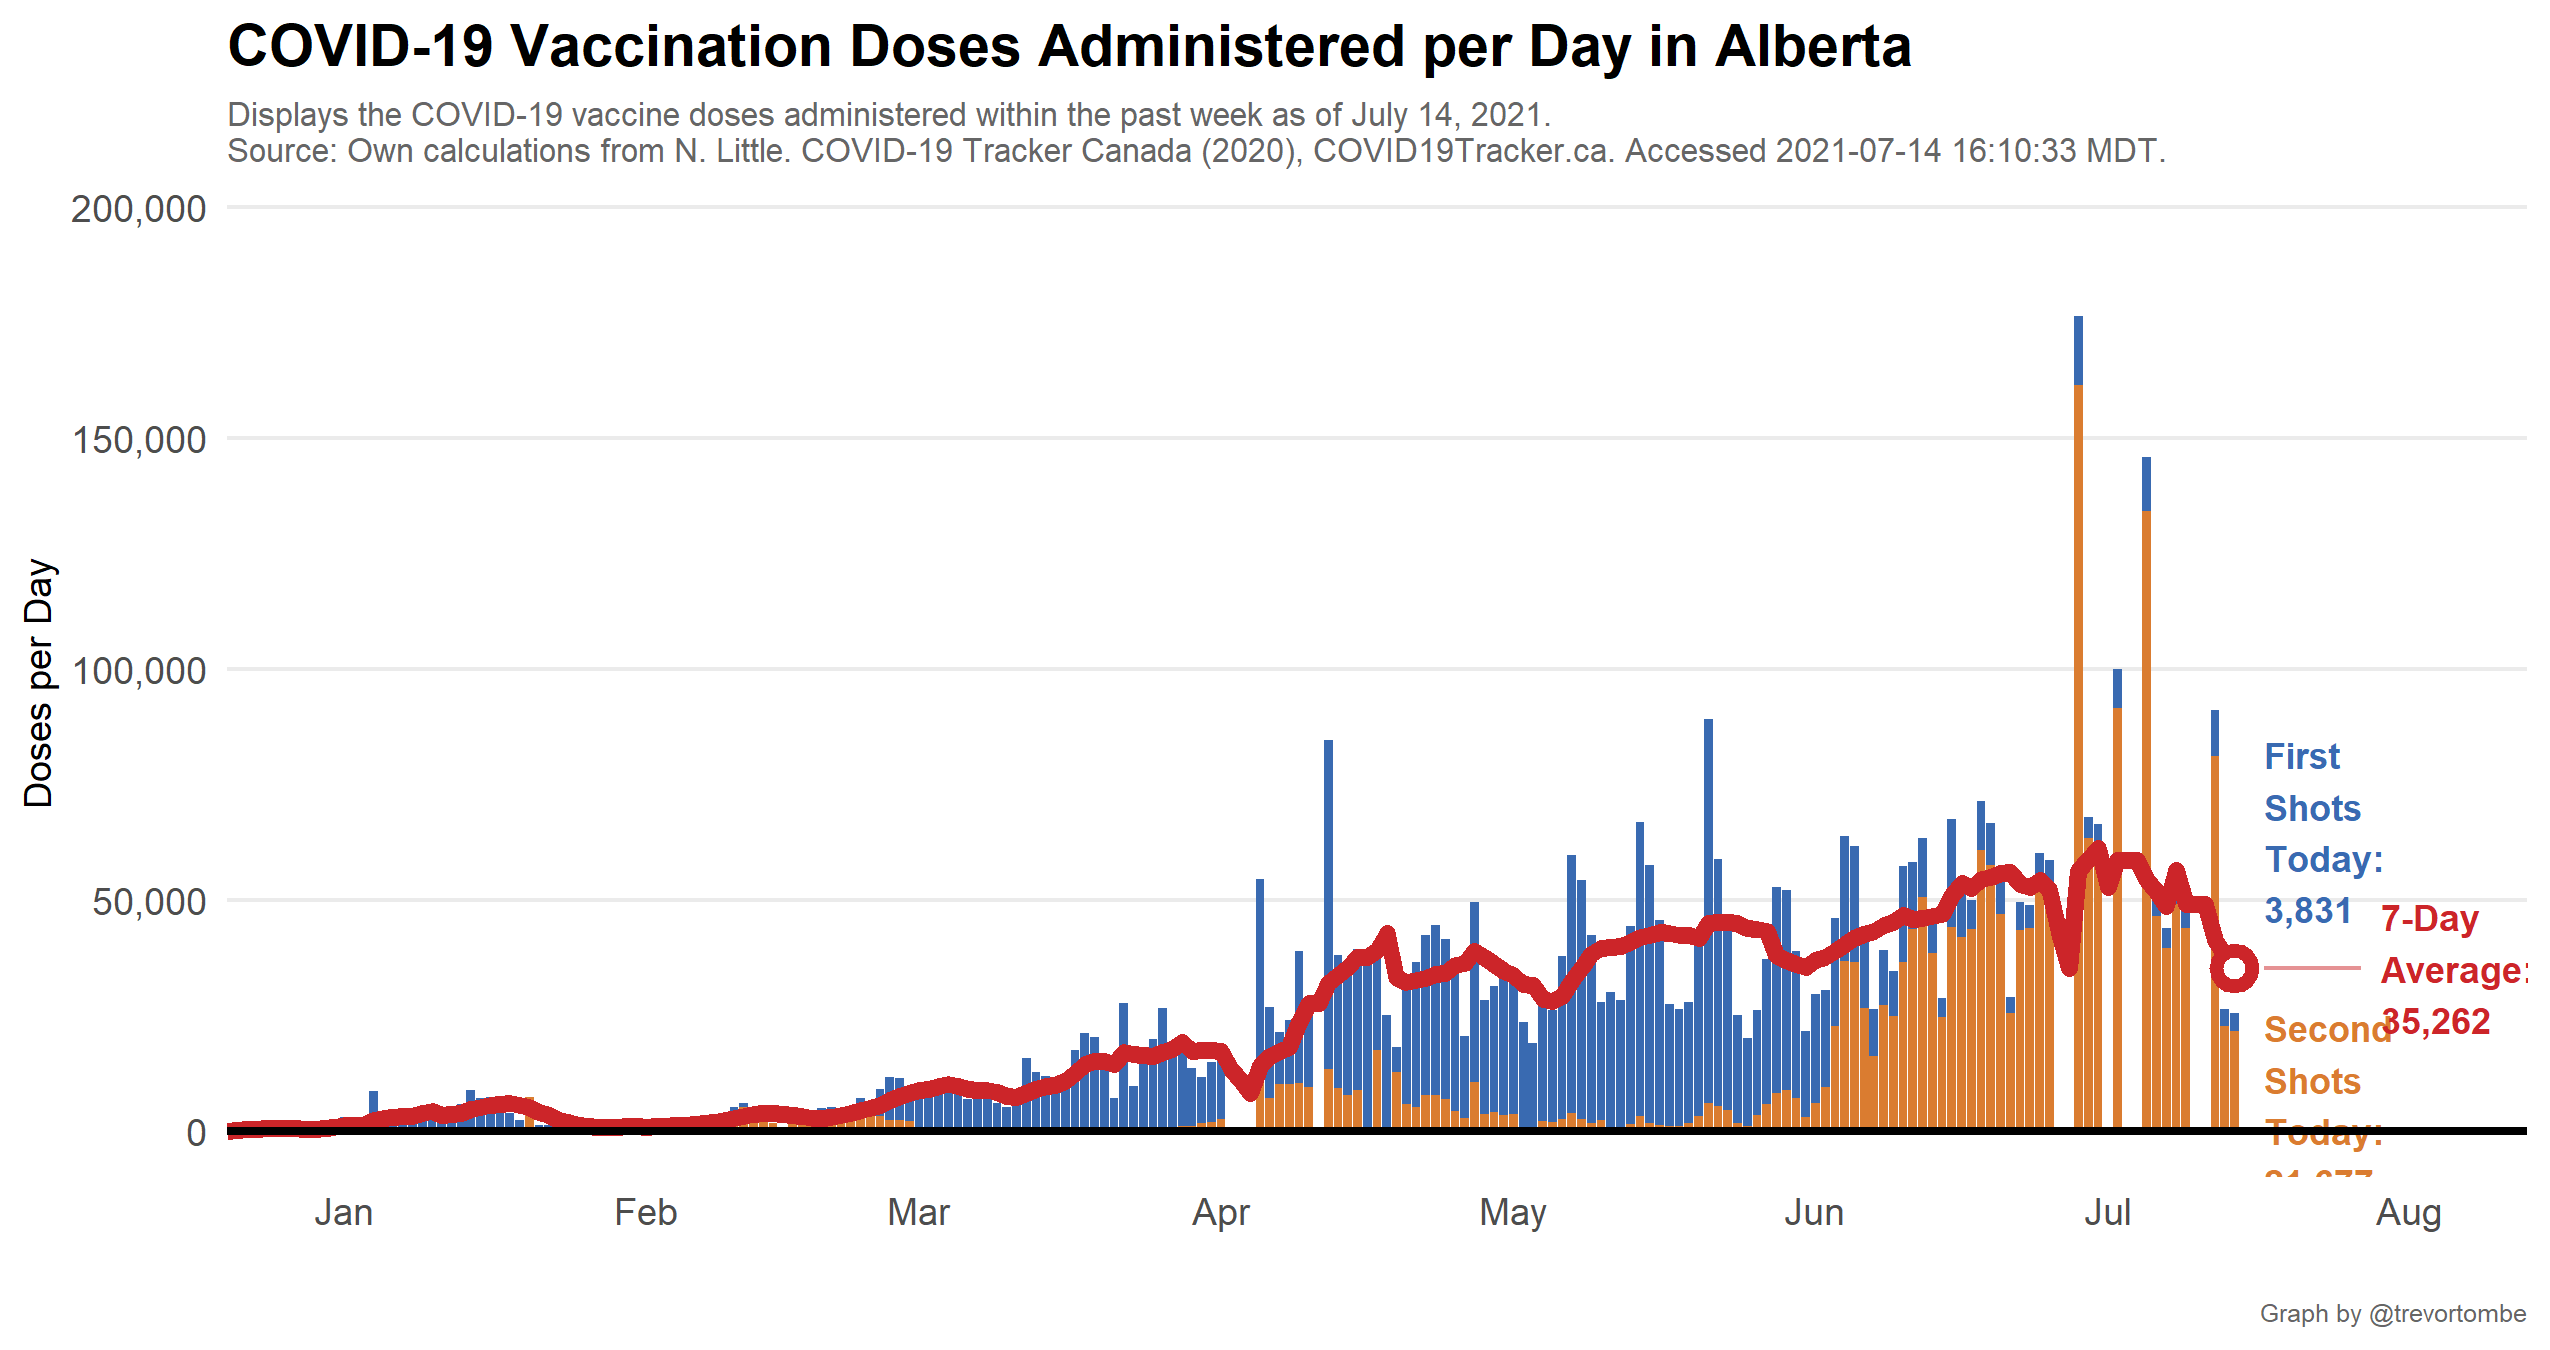 COVID-19 Vaccination Doses Administered per Day in Alberta
Displays the COVID-19 vaccine doses administered within the past week as of July 14, 2021.
Source: Own calculations from N. Little. COVID-19 Tracker Canada (2020), COVID19Tracker.ca. Accessed 2021-07-14 16:10:33 MDT.
Doses per Day
200,000
150,000
100,000
50,000
0
First
Shots
Today:
3,831
7-Day
Average:
35,262
Second
Shots
Today:
Jan Feb Mar Apr May Jun Jul Aug
Graph by @trevortombe